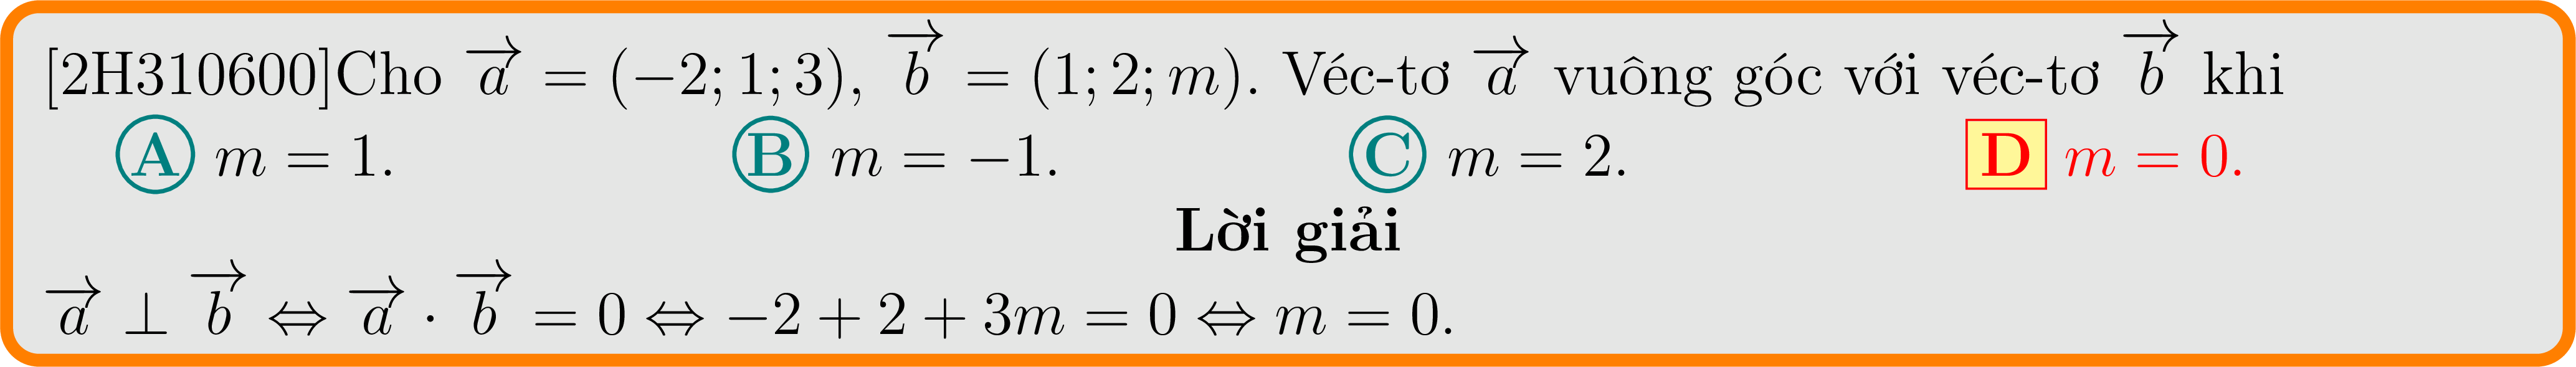 [2H310600]Cho $\overrightarrow{a} = (-2; 1; 3)$, $\overrightarrow{b} = (1; 2; m)$. Véc-tơ $\overrightarrow{a}$ vuông góc với véc-tơ $\overrightarrow{b}$ khi
A $m = 1$. B $m = -1$. C $m = 2$. D $m = 0$.
Lời giải
$\overrightarrow{a} \perp \overrightarrow{b} \Leftrightarrow \overrightarrow{a} \cdot \overrightarrow{b} = 0 \Leftrightarrow -2 + 2 + 3m = 0 \Leftrightarrow m = 0$.